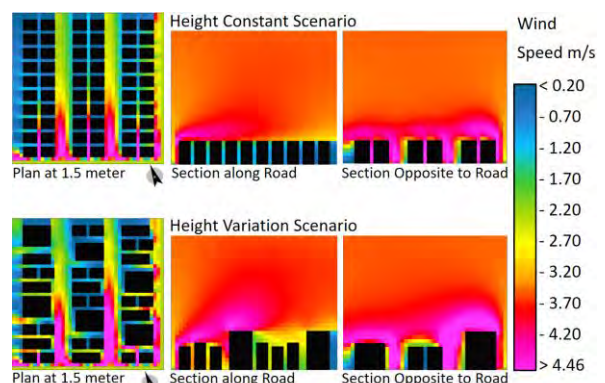 Height Constant Scenario
Plan at 1.5 meter
Section along Road
Section Opposite to Road
Height Variation Scenario
Plan at 1.5 meter
Section along Road
Section Opposite to Road
Wind
Speed m/s
< 0.20
- 0.70
- 1.20
- 1.70
- 2.20
- 2.70
- 3.20
- 3.70
- 4.20
> 4.46